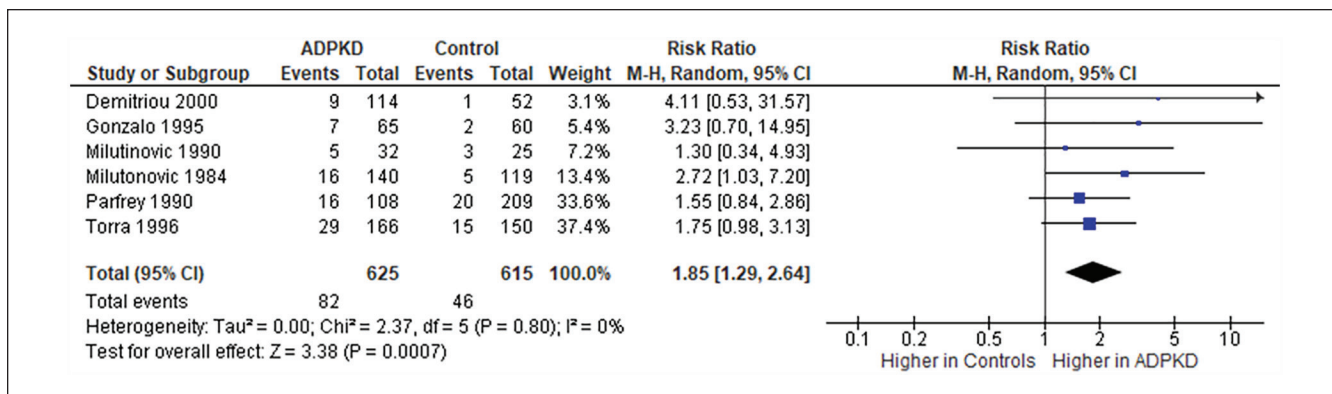 ADPKD Control Risk Ratio Risk Ratio
Study or Subgroup Events Total Events Total Weight M-H, Random, 95% CI M-H, Random, 95% CI
Demitriou 2000 9 114 1 52 3.1% 4.11 [0.53, 31.57]
Gonzalo 1995 7 65 2 60 5.4% 3.23 [0.70, 14.95]
Milutinovic 1990 5 32 3 25 7.2% 1.30 [0.34, 4.93]
Milutonovic 1984 16 140 5 119 13.4% 2.72 [1.03, 7.20]
Parfrey 1990 16 108 20 209 33.6% 1.55 [0.84, 2.86]
Torra 1996 29 166 15 150 37.4% 1.75 [0.98, 3.13]
Total (95% CI) 625 615 100.0% 1.85 [1.29, 2.64]
Total events 82 46
Heterogeneity: Tau² = 0.00; Chi² = 2.37, df = 5 (P = 0.80); I² = 0%
Test for overall effect: Z = 3.38 (P = 0.0007)
0.1 0.2 0.5 1 2 5 10
Higher in Controls Higher in ADPKD